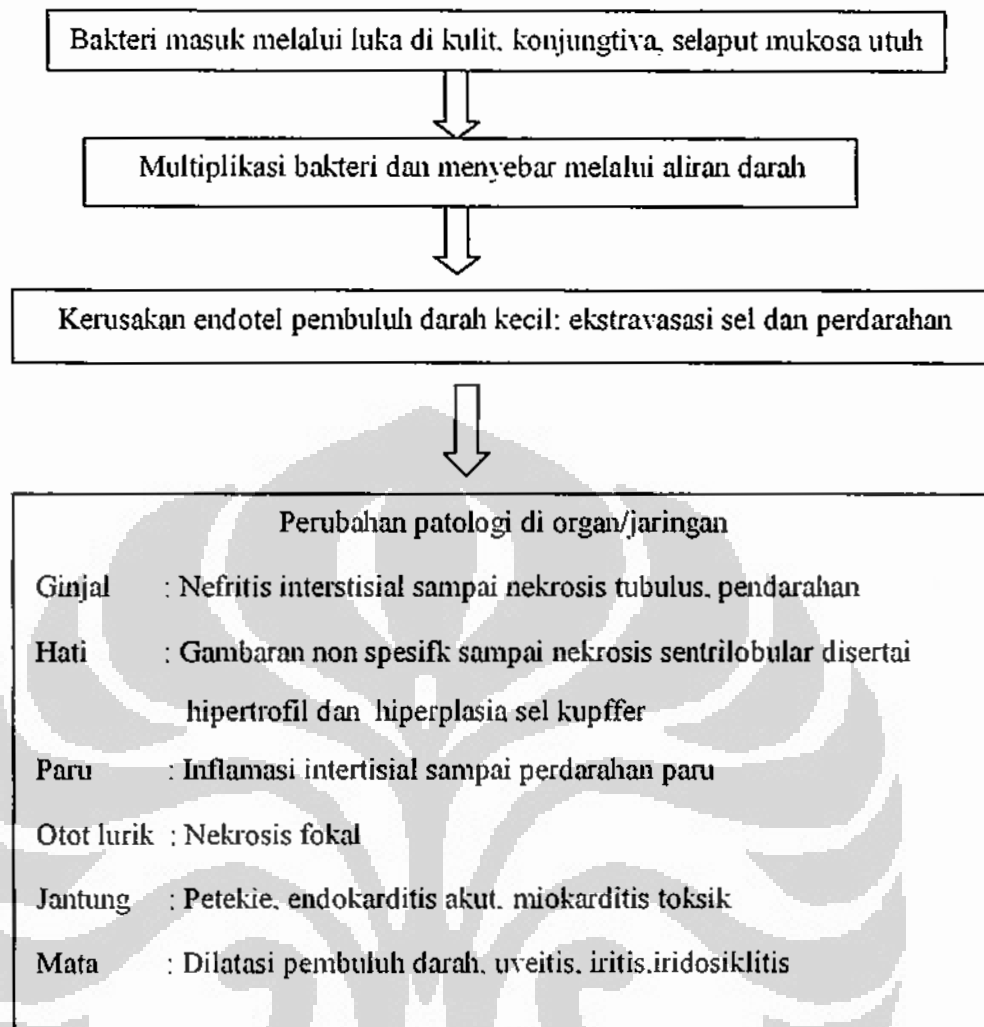 Bakteri masuk melalui luka di kulit, konjungtiva, selaput mukosa utuh
Multiplikasi bakteri dan menyebar melalui aliran darah
Kerusakan endotel pembuluh darah kecil: ekstravasasi sel dan perdarahan
Perubahan patologi di organ/jaringan
Ginjal : Nefritis interstisial sampai nekrosis tubulus, pendarahan
Hati : Gambaran non spesifk sampai nekrosis sentrilobular disertai
hipertrofil dan hiperplasia sel kupffer
Paru : Inflamasi intertisial sampai perdarahan paru
Otot lurik : Nekrosis fokal
Jantung : Petekie, endokarditis akut, miokarditis toksik
Mata : Dilatasi pembuluh darah, uveitis, iritis,iridosiklitis